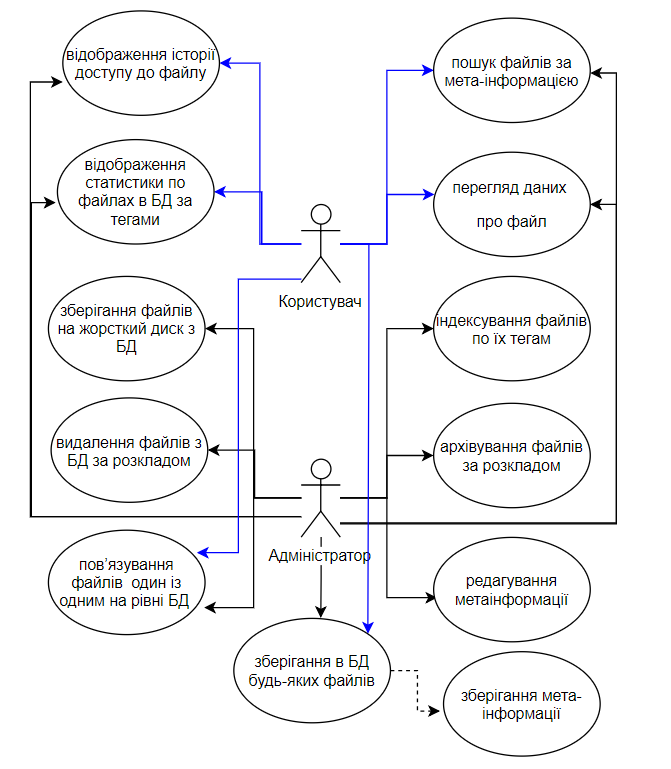 відображення історії
доступу до файлу
пошук файлів за
мета-інформацією
відображення
статистики по
файлах в БД за
тегами
перегляд даних
про файл
Користувач
зберігання файлів
на жорсткий диск з
БД
індексування файлів
по їх тегам
видалення файлів з
БД за розкладом
архівування файлів
за розкладом
Адміністратор
пов’язування
файлів один із
одним на рівні БД
редагування
метаінформації
зберігання в БД
будь-яких файлів
зберігання мета-
інформації